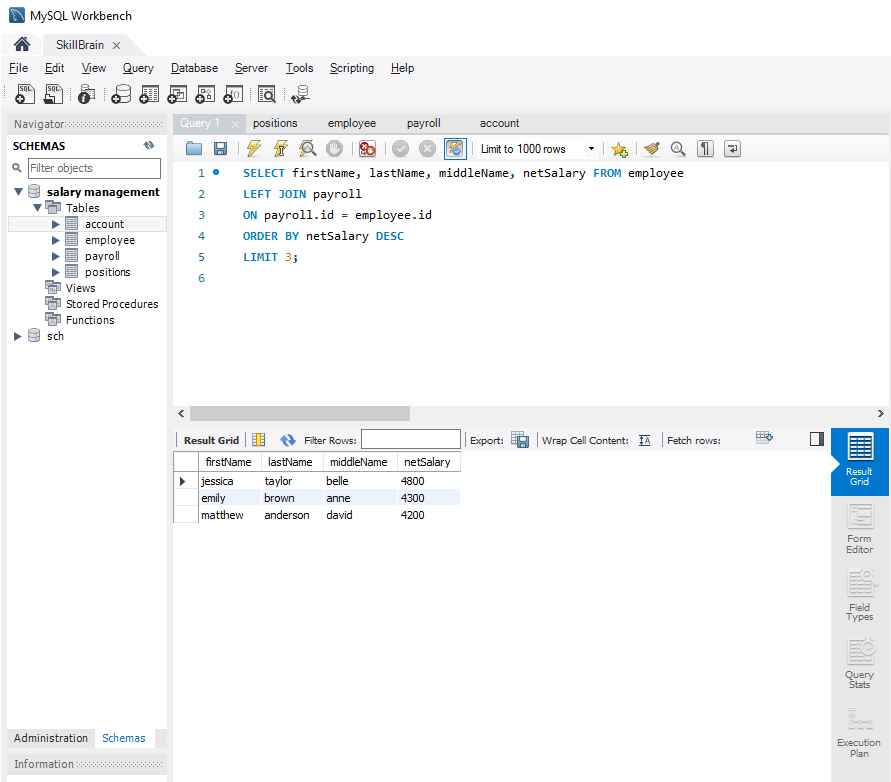 MySQL Workbench
SkillBrain
File Edit View Query Database Server Tools Scripting Help
Navigator
SCHEMAS
Filter objects
salary management
Tables
account
employee
payroll
positions
Views
Stored Procedures
Functions
sch
Administration Schemas
Information
Query 1 positions employee payroll account
Limit to 1000 rows
1 SELECT firstName, lastName, middleName, netSalary FROM employee
2 LEFT JOIN payroll
3 ON payroll.id = employee.id
4 ORDER BY netSalary DESC
5 LIMIT 3;
6
Result Grid Filter Rows: Export: Wrap Cell Content: Fetch rows:
firstName lastName middleName netSalary
jessica taylor belle 4800
emily brown anne 4300
matthew anderson david 4200
Result
Grid
Form
Editor
Field
Types
Query
Stats
Execution
Plan